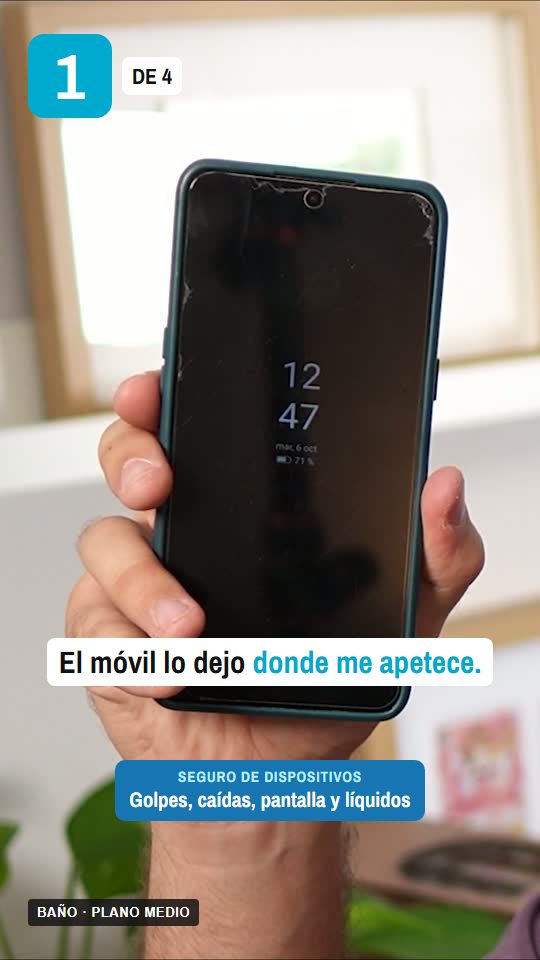 1
DE 4
12
47
mar, 6 oct
71 %
El móvil lo dejo donde me apetece.
SEGURO DE DISPOSITIVOS
Golpes, caídas, pantalla y líquidos
BAÑO · PLANO MEDIO